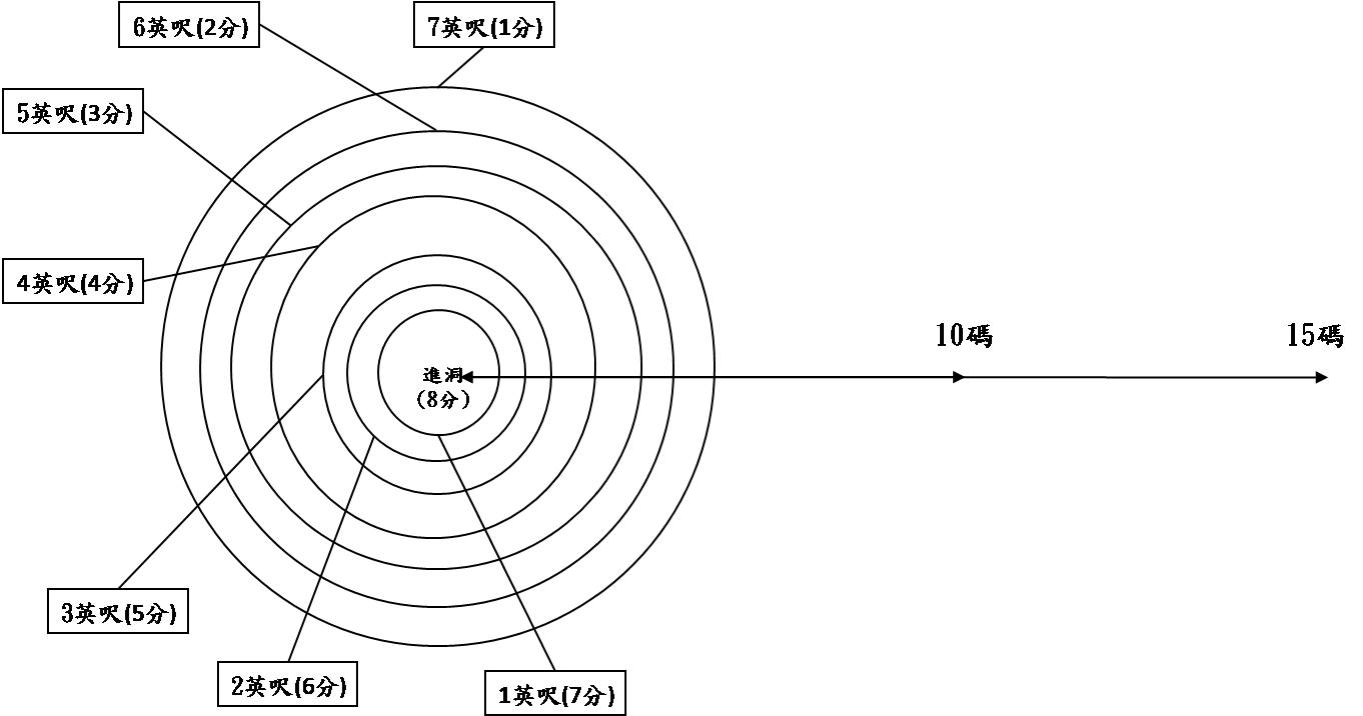 6英呎(2分)
7英呎(1分)
5英呎(3分)
4英呎(4分)
10碼
15碼
進洞
(8分)
3英呎(5分)
2英呎(6分)
1英呎(7分)